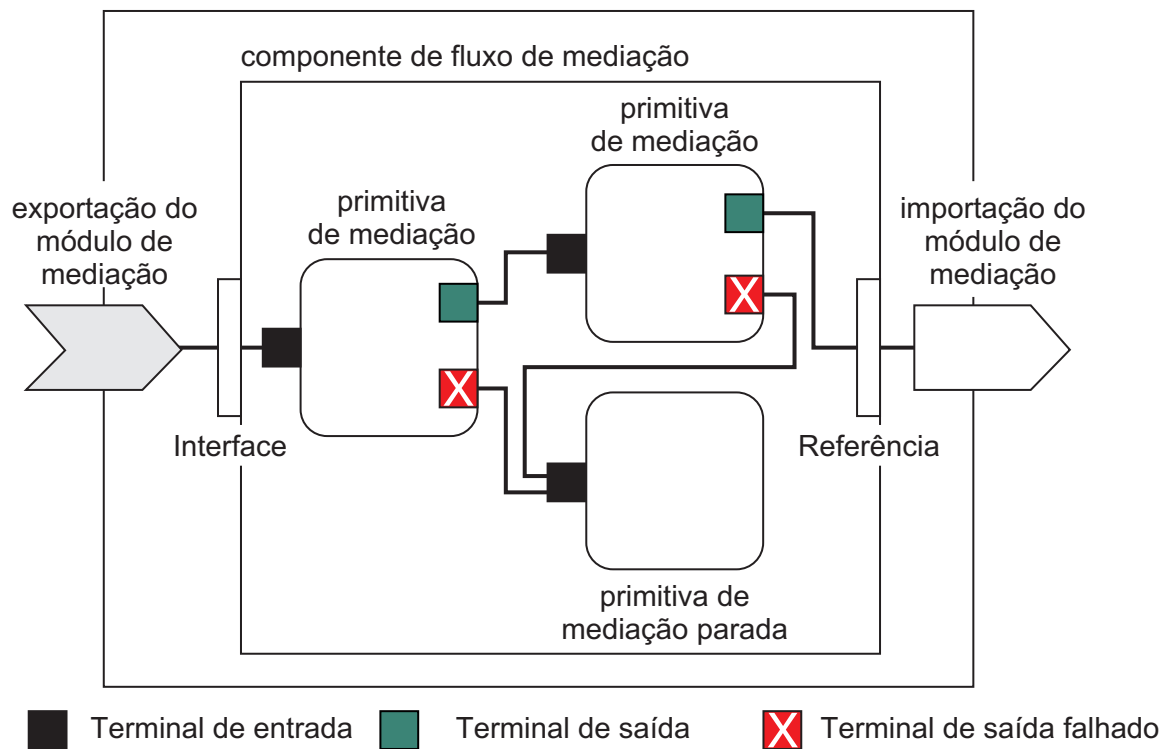 componente de fluxo de mediação
primitiva
de mediação
exportação do
módulo de
mediação
primitiva
de mediação
importação do
módulo de
mediação
X
X
Interface
Referência
primitiva de
mediação parada
Terminal de entrada
Terminal de saída
X
Terminal de saída falhado